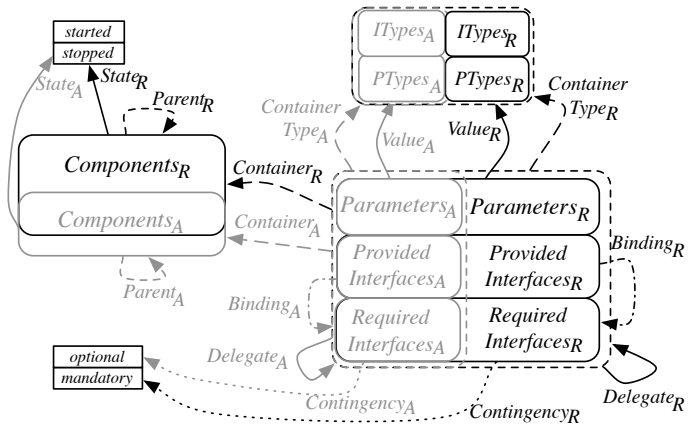 started
stopped
State_A
State_R
Parent_R
Components_R
Components_A
Parent_A
Container_R
Container_A
ITypes_A
ITypes_R
PTypes_A
PTypes_R
Container
Type_A
Value_A
Value_R
Container
Type_R
Parameters_A
Parameters_R
Provided
Interfaces_A
Provided
Interfaces_R
Required
Interfaces_A
Required
Interfaces_R
Binding_A
Binding_R
Delegate_A
Delegate_R
optional
mandatory
Contingency_A
Contingency_R